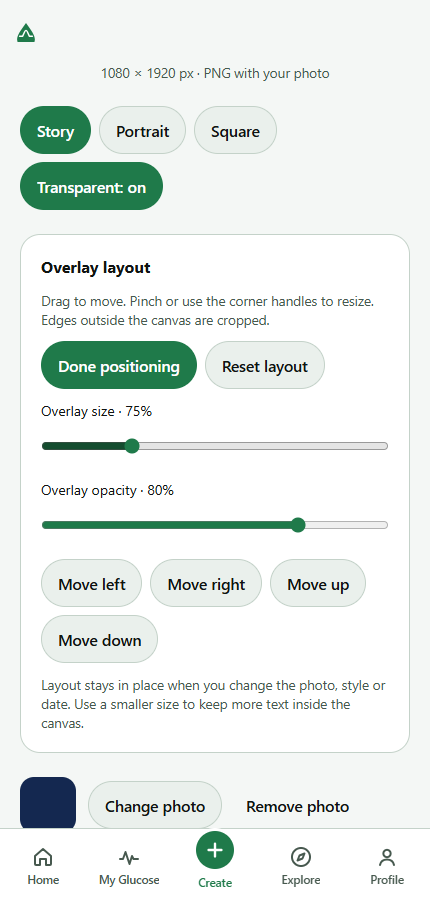 1080 × 1920 px · PNG with your photo
Story
Portrait
Square
Transparent: on
Overlay layout
Drag to move. Pinch or use the corner handles to resize.
Edges outside the canvas are cropped.
Done positioning
Reset layout
Overlay size · 75%
Overlay opacity · 80%
Move left
Move right
Move up
Move down
Layout stays in place when you change the photo, style or
date. Use a smaller size to keep more text inside the
canvas.
Change photo
Remove photo
Home
My Glucose
Create
Explore
Profile